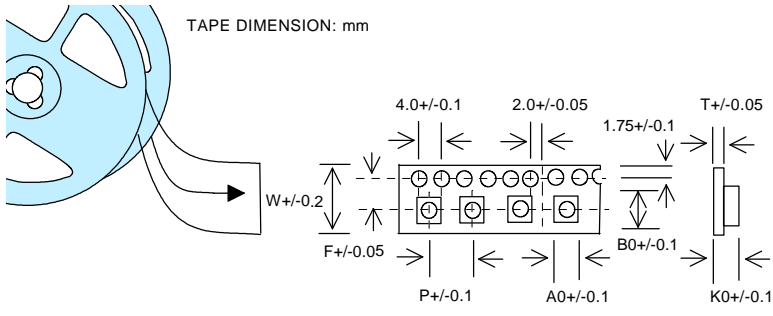 TAPE DIMENSION: mm
4.0+/-0.1
2.0+/-0.05
T+/-0.05
1.75+/-0.1
W+/-0.2
F+/-0.05
B0+/-0.1
P+/-0.1
A0+/-0.1
K0+/-0.1